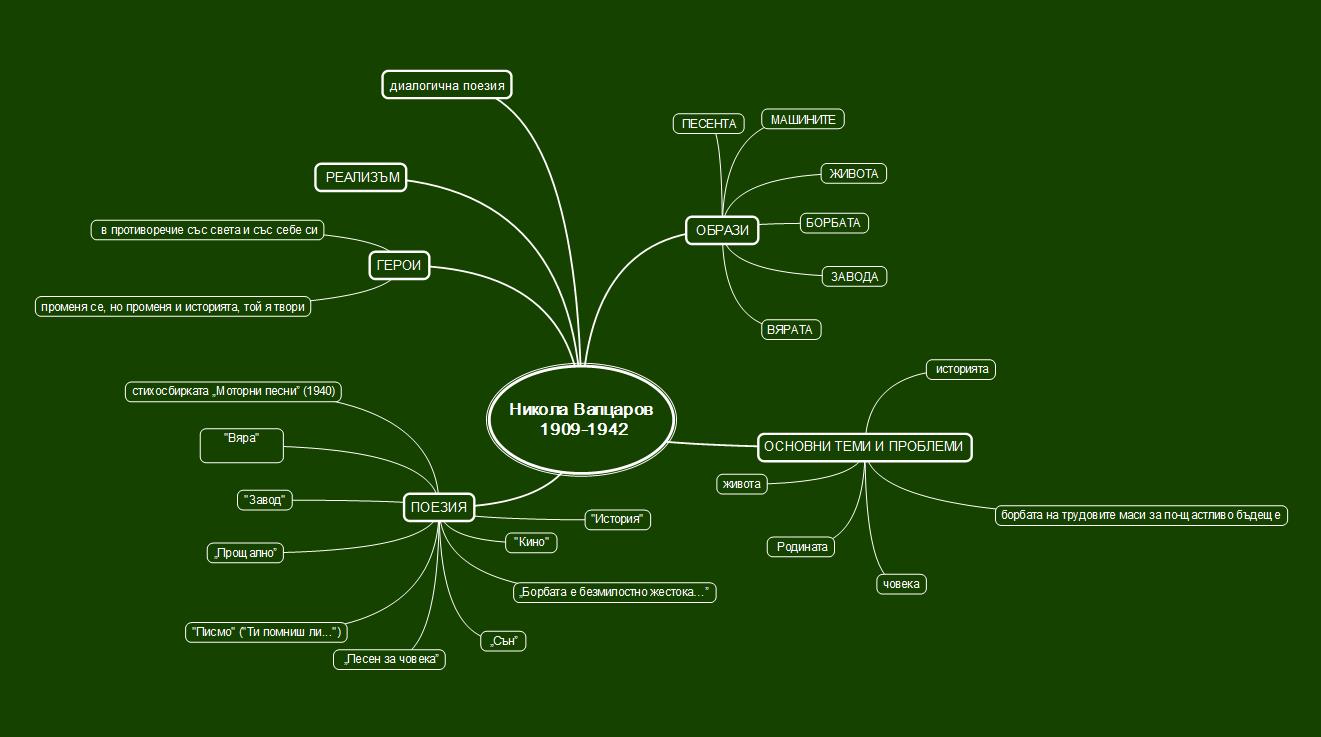 Никола Вапцаров
1909-1942
диалогична поезия
РЕАЛИЗЪМ
ГЕРОИ
в противоречие със света и със себе си
променя се, но променя и историята, той я твори
ПОЕЗИЯ
стихосбирката „Моторни песни” (1940)
"Вяра"
"Завод"
„Прощално”
"Писмо" ("Ти помниш ли...")
„Песен за човека”
„Сън”
„Борбата е безмилостно жестока...”
"Кино"
"История"
ОБРАЗИ
ПЕСЕНТА
МАШИНИТЕ
ЖИВОТА
БОРБАТА
ЗАВОДА
ВЯРАТА
ОСНОВНИ ТЕМИ И ПРОБЛЕМИ
историята
живота
Родината
човека
борбата на трудовите маси за по-щастливо бъдеще